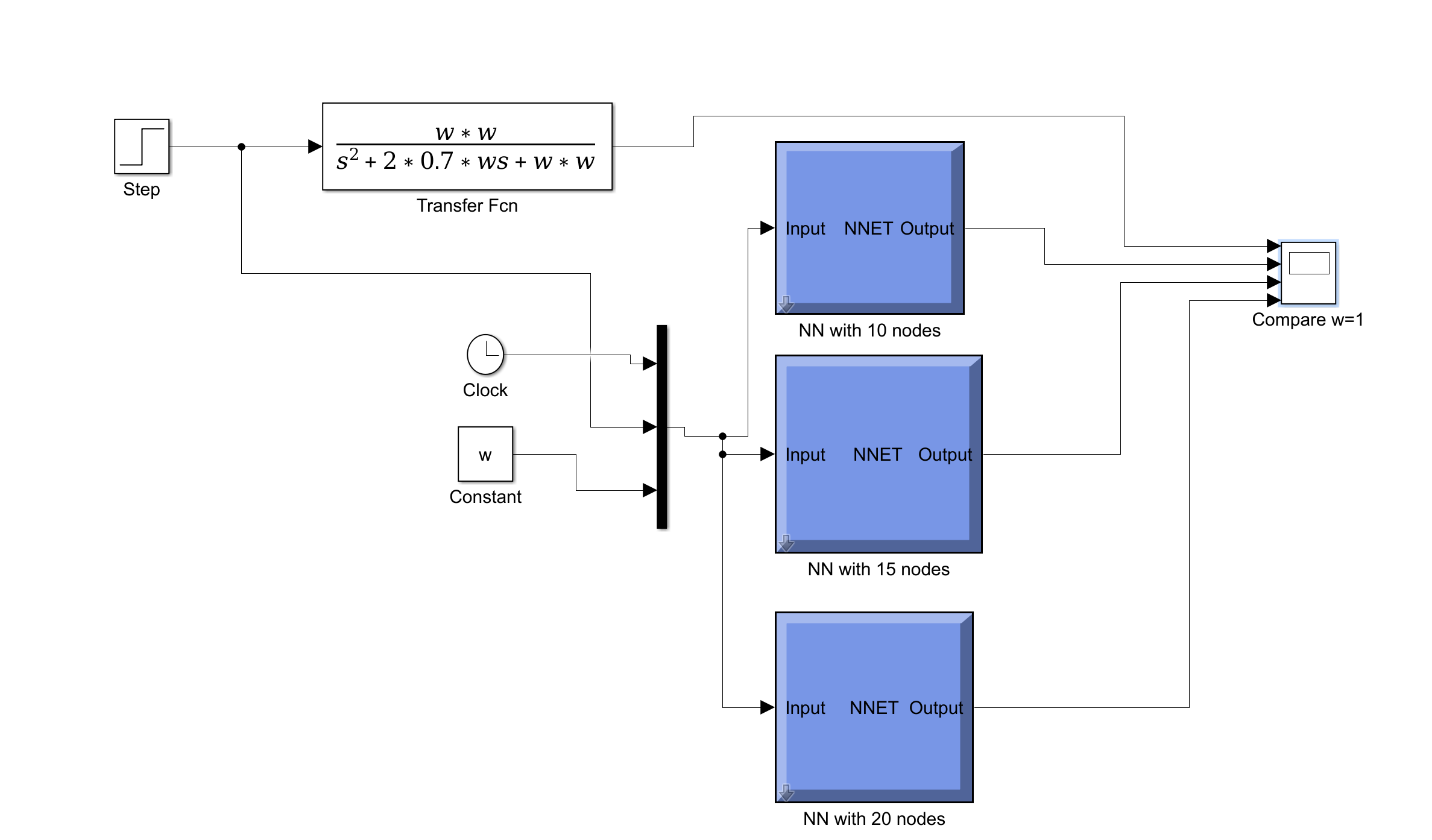 w * w
s² + 2 * 0.7 * ws + w * w
Step
Transfer Fcn
Input NNET Output
NN with 10 nodes
Compare w=1
Clock
w
Constant
Input NNET Output
NN with 15 nodes
Input NNET Output
NN with 20 nodes